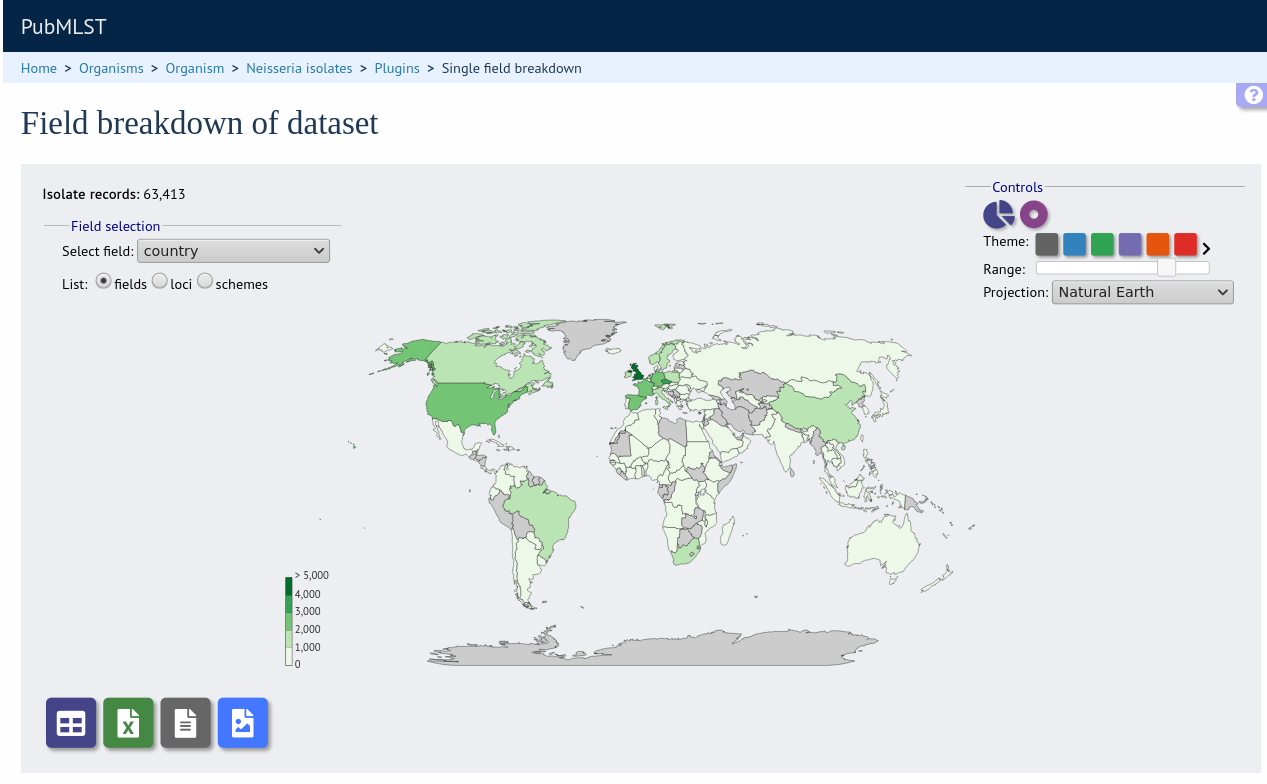 PubMLST
Home > Organisms > Organism > Neisseria isolates > Plugins > Single field breakdown
?
Field breakdown of dataset
Isolate records: 63,413
Field selection
Select field: country
List: fields loci schemes
Controls
Theme:
Range:
Projection: Natural Earth
> 5,000
4,000
3,000
2,000
1,000
0
X